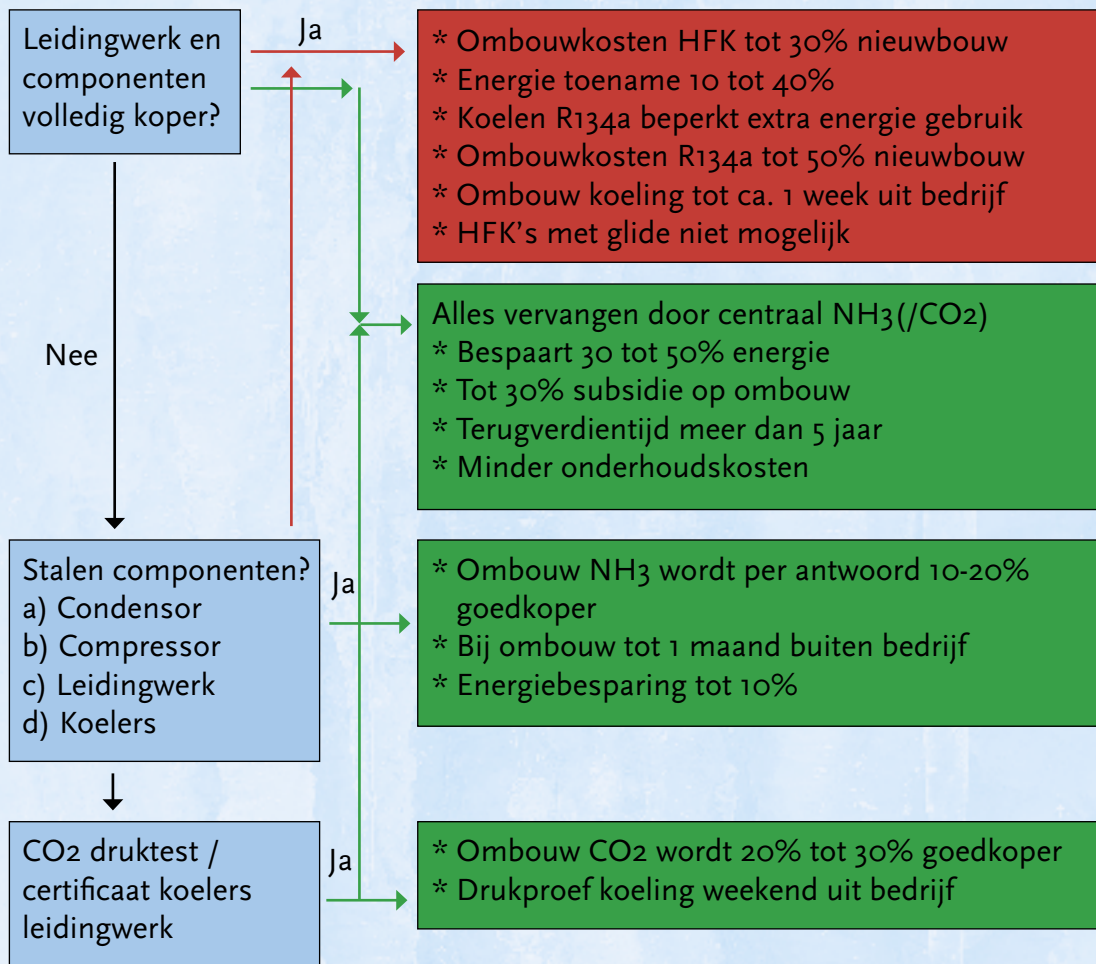 Leidingwerk en
componenten
volledig koper?
Ja
* Ombouwkosten HFK tot 30% nieuwbouw
* Energie toename 10 tot 40%
* Koelen R134a beperkt extra energie gebruik
* Ombouwkosten R134a tot 50% nieuwbouw
* Ombouw koeling tot ca. 1 week uit bedrijf
* HFK's met glide niet mogelijk
Nee
Alles vervangen door centraal NH3(/CO2)
* Bespaart 30 tot 50% energie
* Tot 30% subsidie op ombouw
* Terugverdientijd meer dan 5 jaar
* Minder onderhoudskosten
Stalen componenten?
a) Condensor
b) Compressor
c) Leidingwerk
d) Koelers
Ja
* Ombouw NH3 wordt per antwoord 10-20%
goedkoper
* Bij ombouw tot 1 maand buiten bedrijf
* Energiebesparing tot 10%
CO2 druktest /
certificaat koelers
leidingwerk
Ja
* Ombouw CO2 wordt 20% tot 30% goedkoper
* Drukproef koeling weekend uit bedrijf